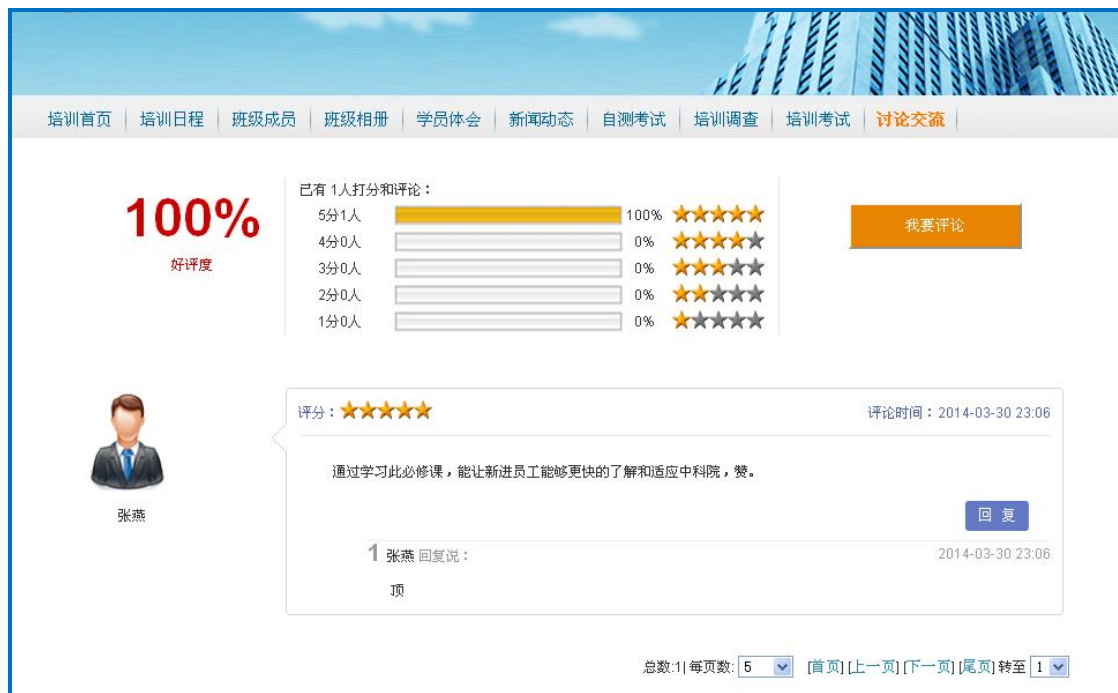 培训首页 培训日程 班级成员 班级相册 学员体会 新闻动态 自测考试 培训调查 培训考试 讨论交流
100%
好评度
已有 1人打分和评论：
5分1人 100%
4分0人 0%
3分0人 0%
2分0人 0%
1分0人 0%
我要评论
评分： 评论时间：2014-03-30 23:06
通过学习此必修课，能让新进员工能够更快的了解和适应中科院，赞。
张燕
回 复
1 张燕 回复说： 2014-03-30 23:06
顶
总数:1| 每页数: 5 [首页] [上一页] [下一页] [尾页] 转至 1